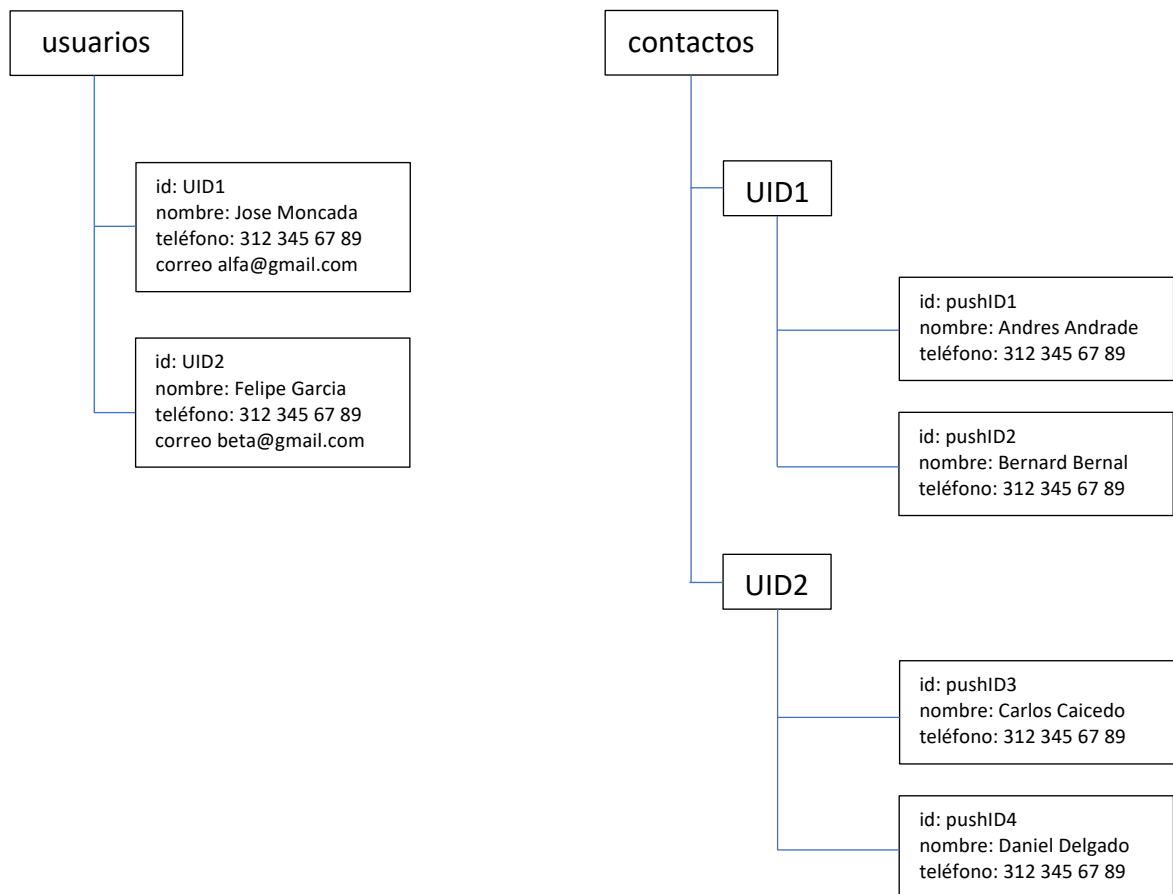 usuarios
id: UID1
nombre: Jose Moncada
teléfono: 312 345 67 89
correo alfa@gmail.com
id: UID2
nombre: Felipe Garcia
teléfono: 312 345 67 89
correo beta@gmail.com
contactos
UID1
id: pushID1
nombre: Andres Andrade
teléfono: 312 345 67 89
id: pushID2
nombre: Bernard Bernal
teléfono: 312 345 67 89
UID2
id: pushID3
nombre: Carlos Caicedo
teléfono: 312 345 67 89
id: pushID4
nombre: Daniel Delgado
teléfono: 312 345 67 89